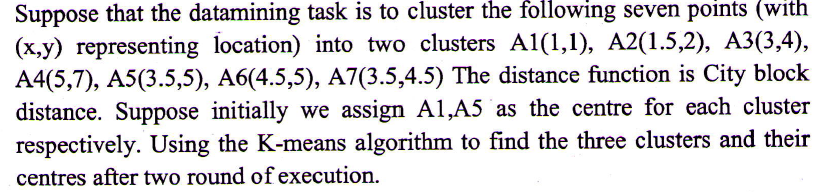 Suppose that the datamining task is to cluster the following seven points (with
(x,y) representing location) into two clusters A1(1,1), A2(1.5,2), A3(3,4),
A4(5,7), A5(3.5,5), A6(4.5,5), A7(3.5,4.5) The distance function is City block
distance. Suppose initially we assign A1,A5 as the centre for each cluster
respectively. Using the K-means algorithm to find the three clusters and their
centres after two round of execution.